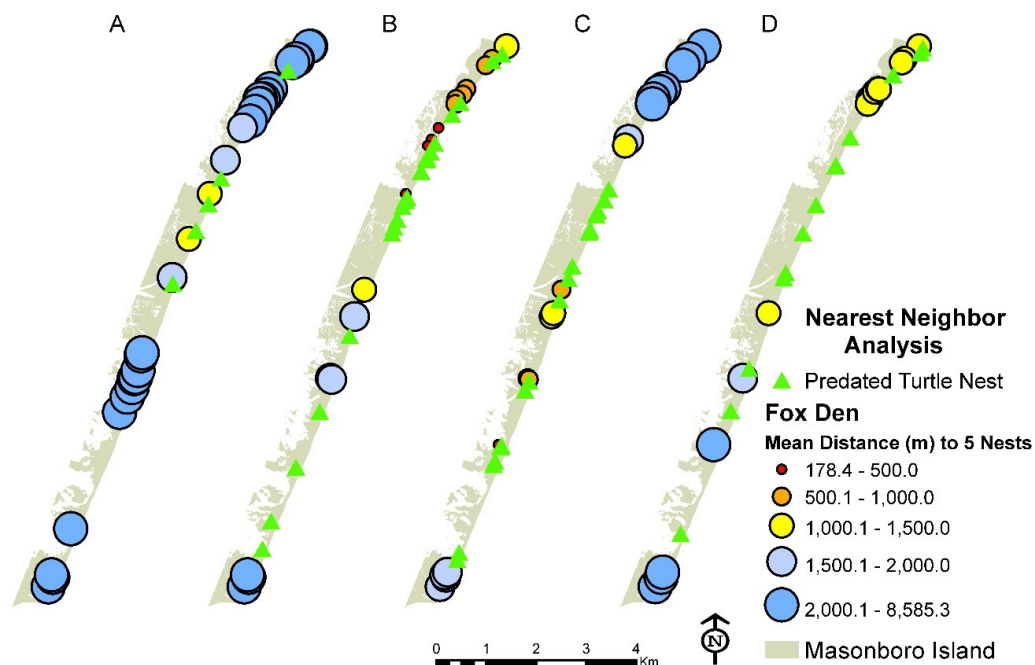 A B C D
Nearest Neighbor
Analysis
Predated Turtle Nest
Fox Den
Mean Distance (m) to 5 Nests
178.4 - 500.0
500.1 - 1,000.0
1,000.1 - 1,500.0
1,500.1 - 2,000.0
2,000.1 - 8,585.3
Masonboro Island
N
0 1 2 3 4
Km